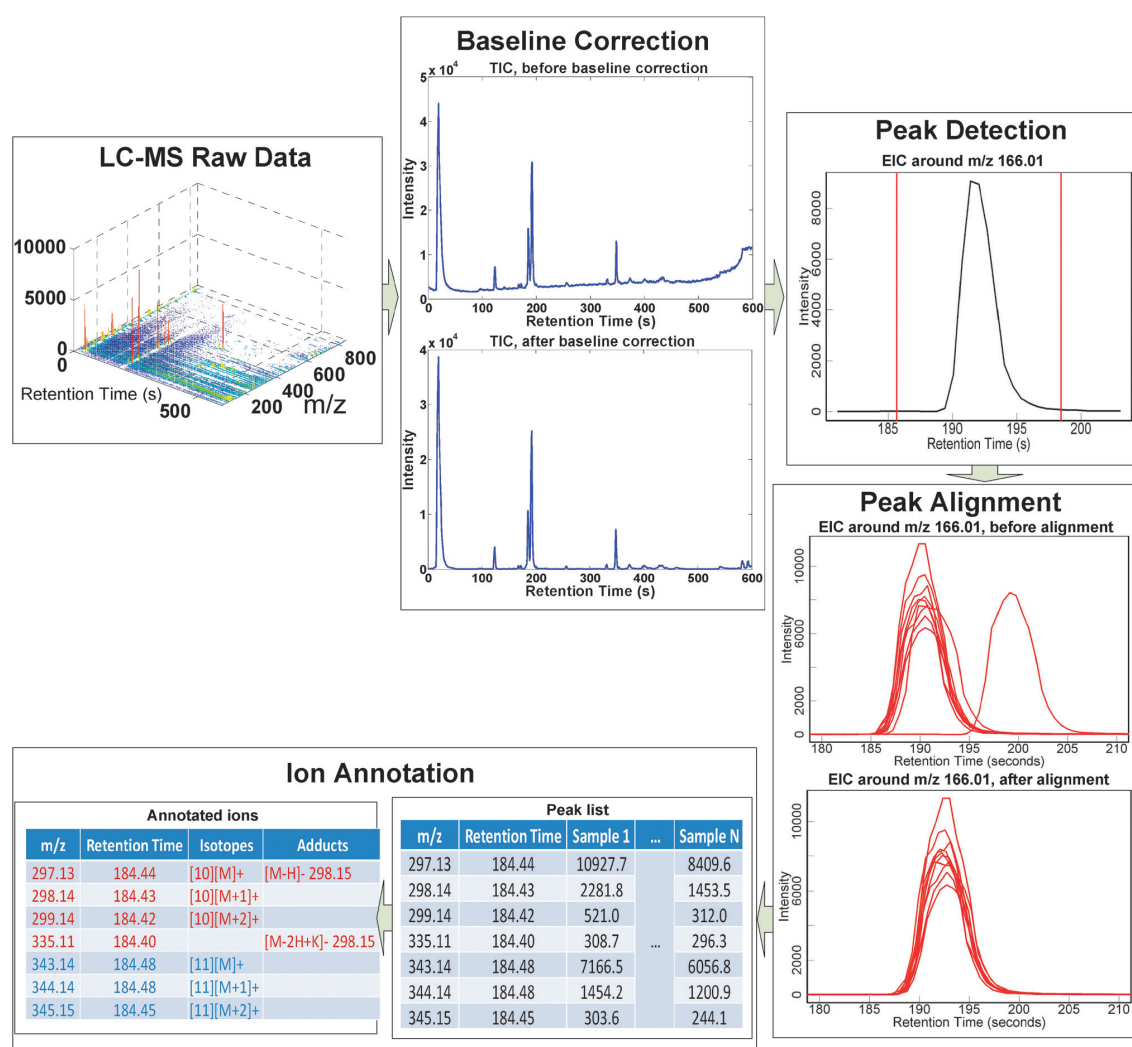 LC-MS Raw Data
10000
5000
0
0
Retention Time (s)
500
200
400
600
800
m/z
Baseline Correction
TIC, before baseline correction
x 10^4
5
4
3
2
1
0
Intensity
0 100 200 300 400 500 600
Retention Time (s)
TIC, after baseline correction
x 10^4
4
3
2
1
0
Intensity
0 100 200 300 400 500 600
Retention Time (s)
Peak Detection
EIC around m/z 166.01
8000
6000
4000
2000
0
Intensity
185 190 195 200
Retention Time (s)
Peak Alignment
EIC around m/z 166.01, before alignment
10000
6000
2000
0
Intensity
180 185 190 195 200 205 210
Retention Time (seconds)
EIC around m/z 166.01, after alignment
10000
6000
2000
0
Intensity
180 185 190 195 200 205 210
Retention Time (seconds)
Ion Annotation
Peak list
m/z Retention Time Sample 1 ... Sample N
297.13 184.44 10927.7 8409.6
298.14 184.43 2281.8 1453.5
299.14 184.42 521.0 312.0
335.11 184.40 308.7 ... 296.3
343.14 184.48 7166.5 6056.8
344.14 184.48 1454.2 1200.9
345.15 184.45 303.6 244.1
Annotated ions
m/z Retention Time Isotopes Adducts
297.13 184.44 [10][M]+ [M-H]- 298.15
298.14 184.43 [10][M+1]+
299.14 184.42 [10][M+2]+
335.11 184.40 [M-2H+K]- 298.15
343.14 184.48 [11][M]+
344.14 184.48 [11][M+1]+
345.15 184.45 [11][M+2]+